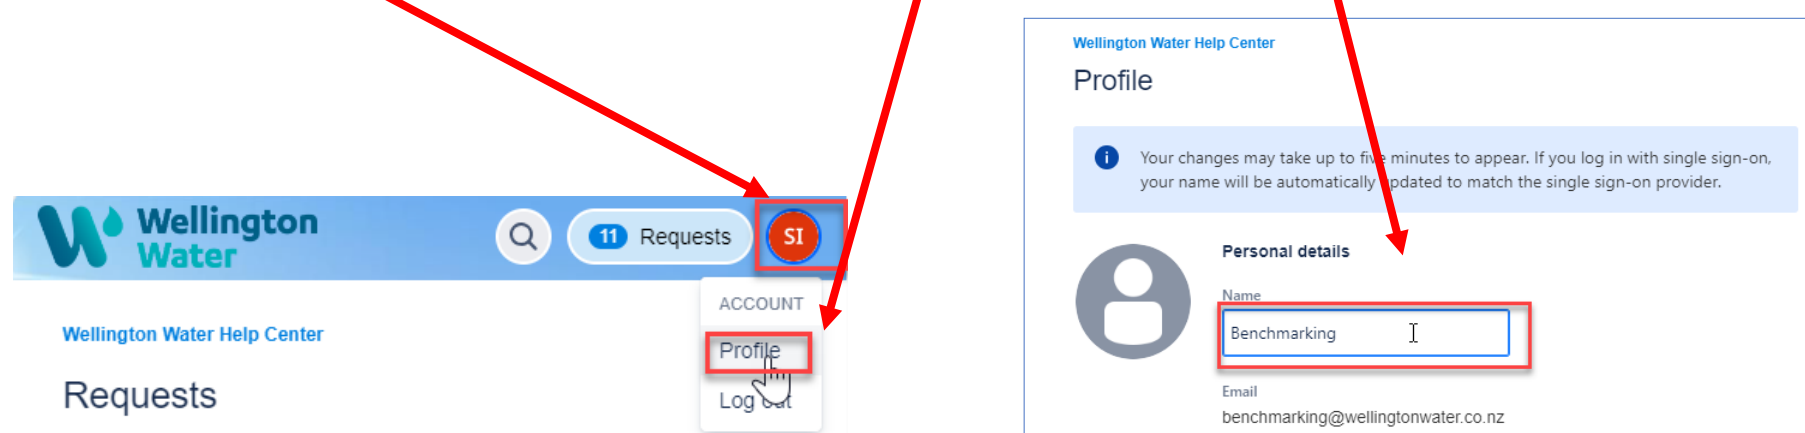 Wellington
Water
11 Requests
SI
ACCOUNT
Profile
Log out
Wellington Water Help Center
Requests
Wellington Water Help Center
Profile
i
Your changes may take up to five minutes to appear. If you log in with single sign-on,
your name will be automatically updated to match the single sign-on provider.
Personal details
Name
Benchmarking
Email
benchmarking@wellingtonwater.co.nz